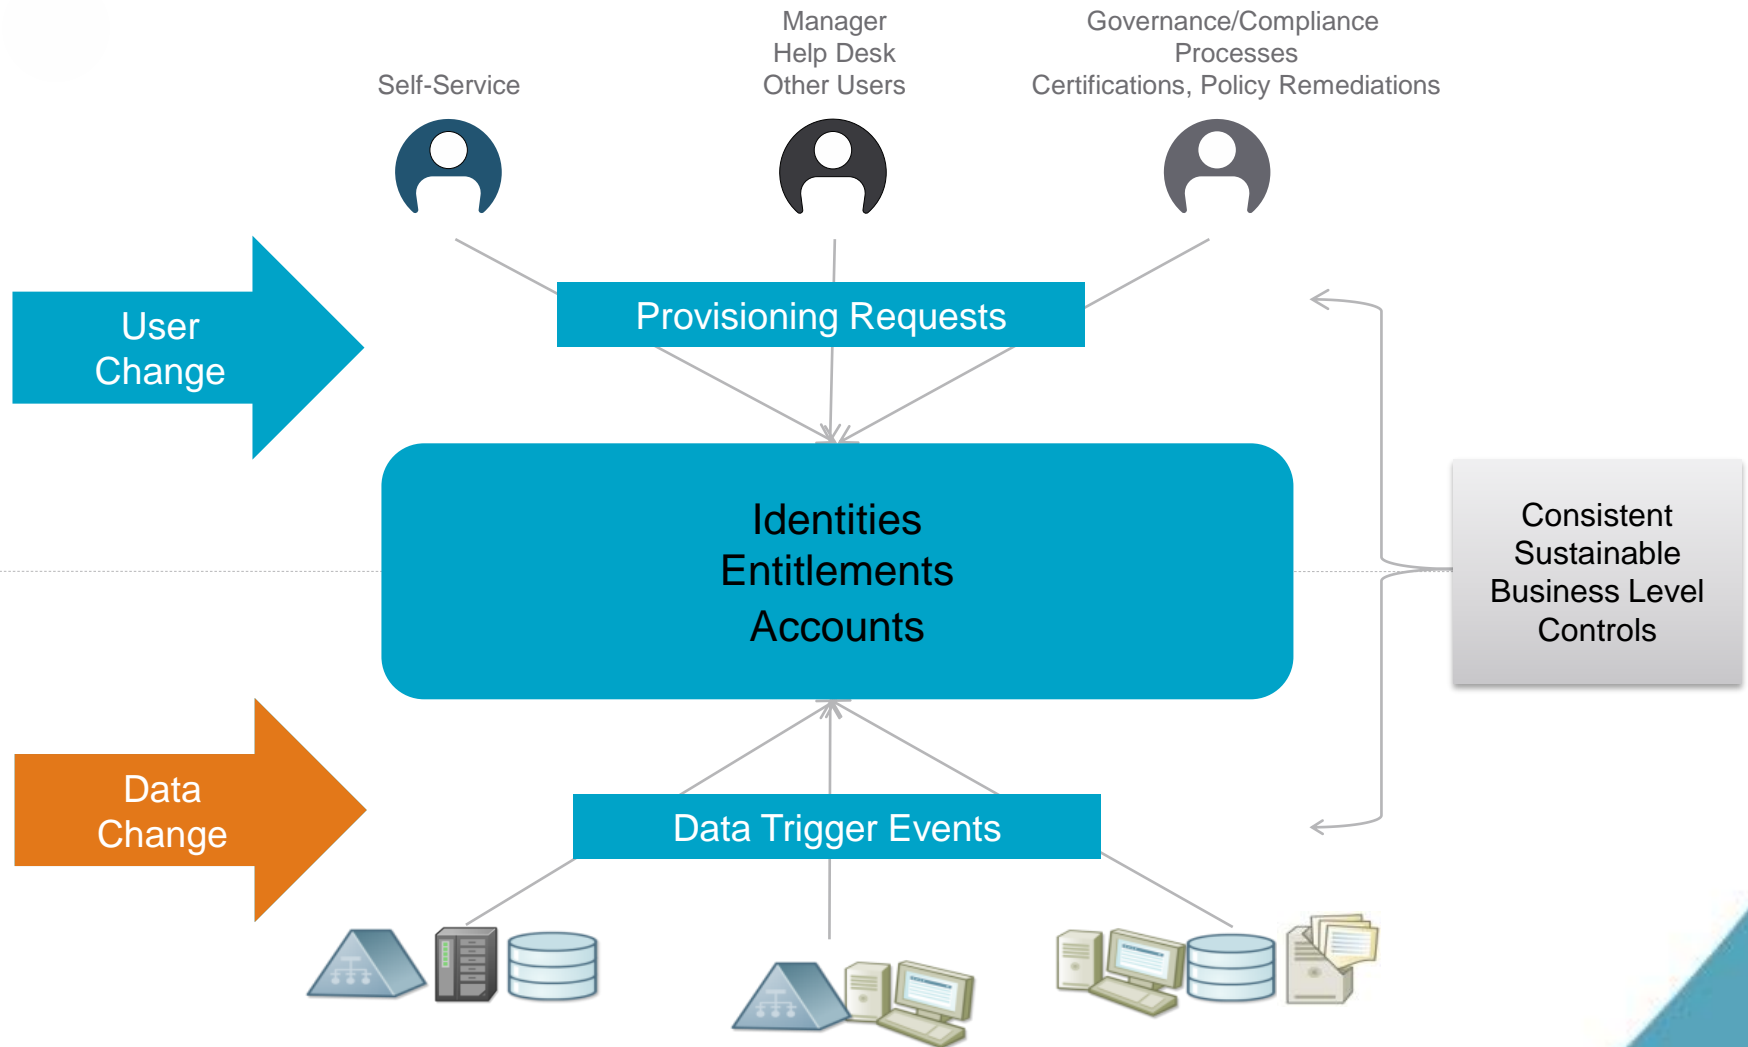 Self-Service
Manager
Help Desk
Other Users
Governance/Compliance
Processes
Certifications, Policy Remediations
User
Change
Provisioning Requests
Identities
Entitlements
Accounts
Consistent
Sustainable
Business Level
Controls
Data
Change
Data Trigger Events